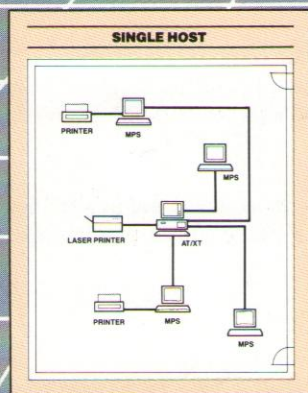 SINGLE HOST
PRINTER
MPS
MPS
LASER PRINTER
AT/XT
PRINTER
MPS
MPS